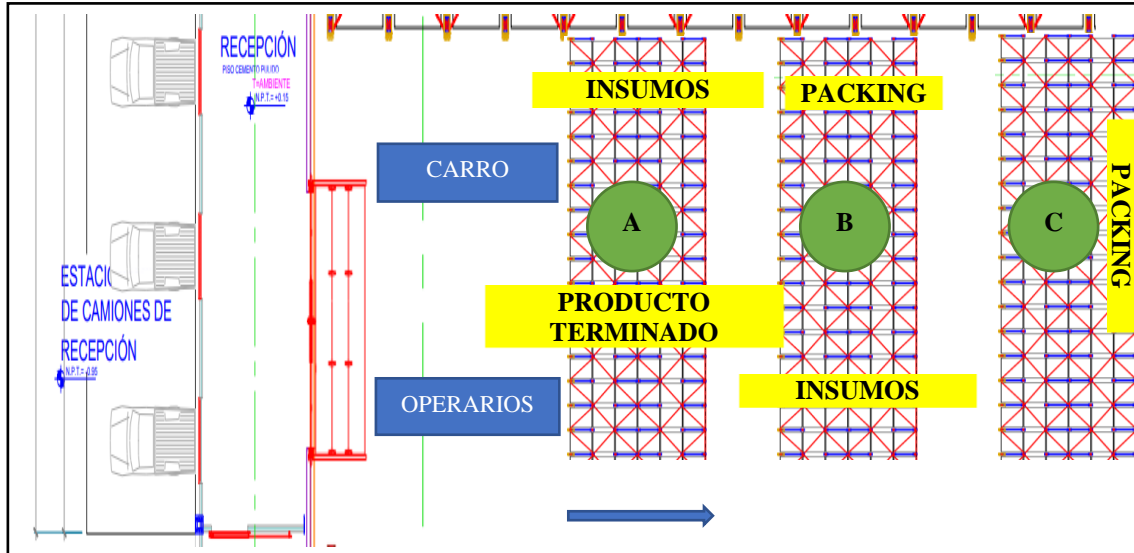 RECEPCIÓN
PISO CEMENTO PULIDO
T=AMBIENTE
N.P.T.= +0.15
INSUMOS
PACKING
CARRO
A
B
C
PACKING
ESTACI
DE CAMIONES DE
RECEPCIÓN
N.P.T.= -0.95
PRODUCTO
TERMINADO
OPERARIOS
INSUMOS